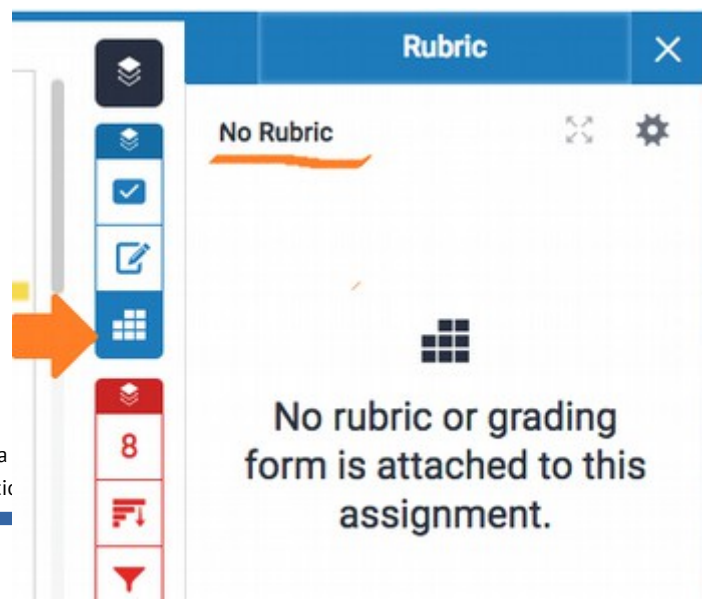 Rubric
No Rubric
8
No rubric or grading
form is attached to this
assignment.
a